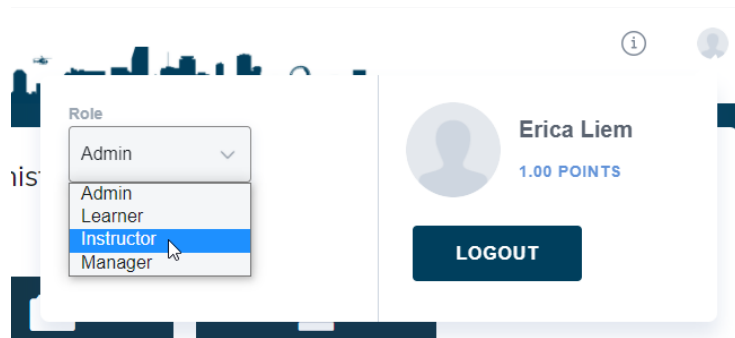 Role
Admin
Admin
Learner
Instructor
Manager
Erica Liem
1.00 POINTS
LOGOUT